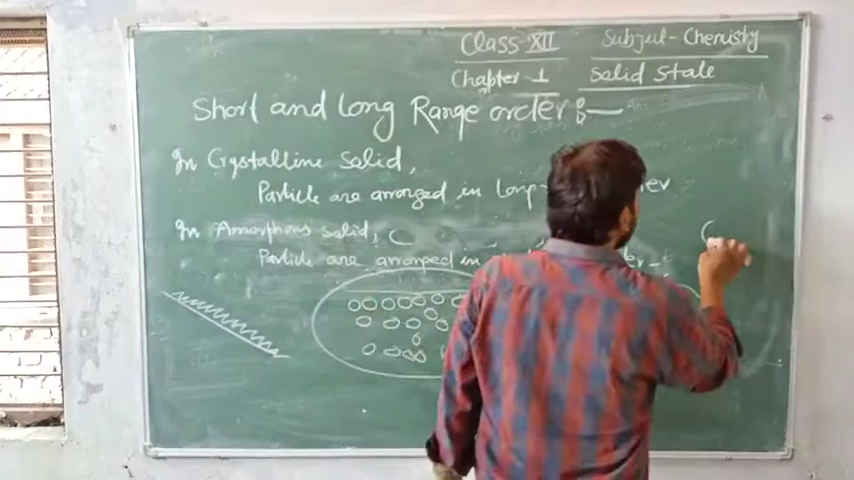 Class-XII Subject-Chemistry
Chapter-1 Solid State
Short and Long Range order:-
In Crystalline solid,
Particle are arranged in
In Amorphous solid,
Particle are arranged in